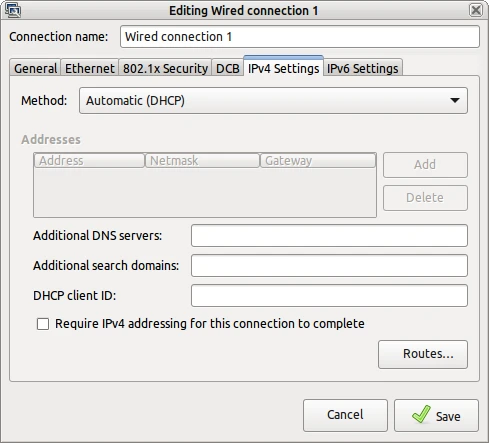 Editing Wired connection 1
Connection name: Wired connection 1
General Ethernet 802.1x Security DCB IPv4 Settings IPv6 Settings
Method: Automatic (DHCP)
Addresses
Address Netmask Gateway Add
Delete
Additional DNS servers:
Additional search domains:
DHCP client ID:
Require IPv4 addressing for this connection to complete
Routes...
Cancel Save